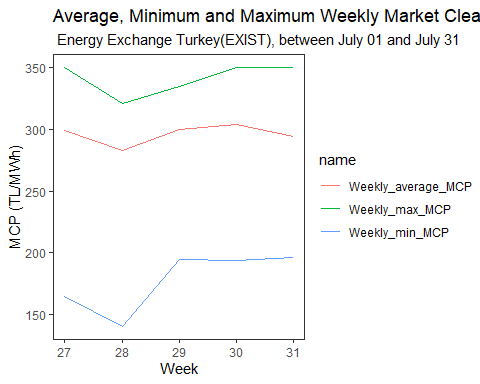 Average, Minimum and Maximum Weekly Market Clea
Energy Exchange Turkey(EXIST), between July 01 and July 31
350
300
250
200
150
MCP (TL/MWh)
27 28 29 30 31
Week
name
Weekly_average_MCP
Weekly_max_MCP
Weekly_min_MCP